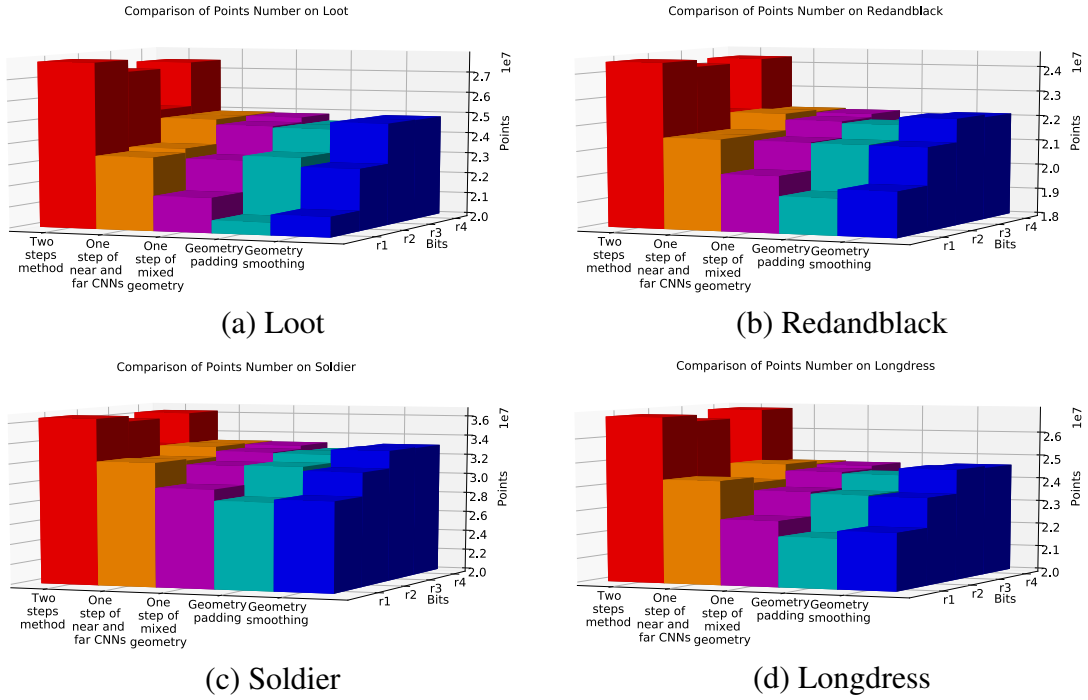 Comparison of Points Number on Loot
1e7
2.7
2.6
2.5
2.4
2.3
2.2
2.1
2.0
Points
r4
r3
r2
r1
Bits
Two
steps
method
One
step of
near and
far CNNs
One
step of
mixed
geometry
Geometry
padding
Geometry
smoothing
(a) Loot
Comparison of Points Number on Redandblack
1e7
2.4
2.3
2.2
2.1
2.0
1.9
1.8
Points
r4
r3
r2
r1
Bits
Two
steps
method
One
step of
near and
far CNNs
One
step of
mixed
geometry
Geometry
padding
Geometry
smoothing
(b) Redandblack
Comparison of Points Number on Soldier
1e7
3.6
3.4
3.2
3.0
2.8
2.6
2.4
2.2
2.0
Points
r4
r3
r2
r1
Bits
Two
steps
method
One
step of
near and
far CNNs
One
step of
mixed
geometry
Geometry
padding
Geometry
smoothing
(c) Soldier
Comparison of Points Number on Longdress
1e7
2.6
2.5
2.4
2.3
2.2
2.1
2.0
Points
r4
r3
r2
r1
Bits
Two
steps
method
One
step of
near and
far CNNs
One
step of
mixed
geometry
Geometry
padding
Geometry
smoothing
(d) Longdress